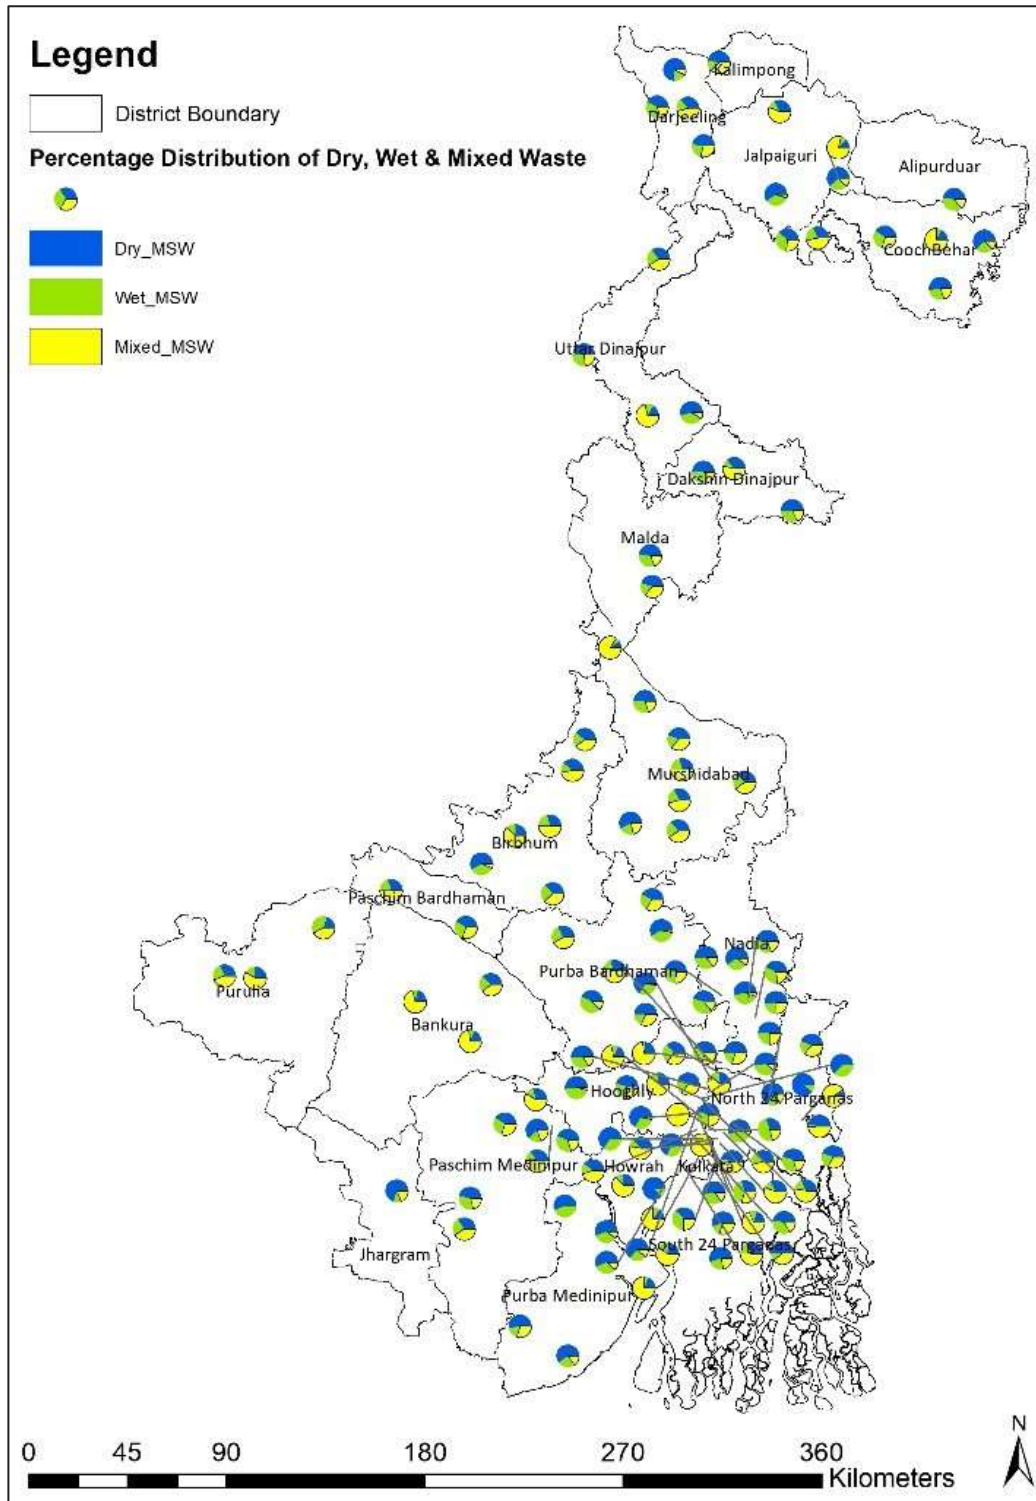 Legend
District Boundary
Percentage Distribution of Dry, Wet & Mixed Waste
Dry_MSW
Wet_MSW
Mixed_MSW
Kalimpong
Darjeeling
Jalpaiguri
Alipurduar
CoochBehar
Uttar Dinajpur
Dakshin Dinajpur
Malda
Murshidabad
Birbhum
Paschim Bardhaman
Nadia
Purba Bardhaman
Purulia
Bankura
Hooghly
North 24 Parganas
Paschim Medinipur
Howrah
Kolkata
South 24 Parganas
Jhargram
Purba Medinipur
N
0 45 90 180 270 360
Kilometers